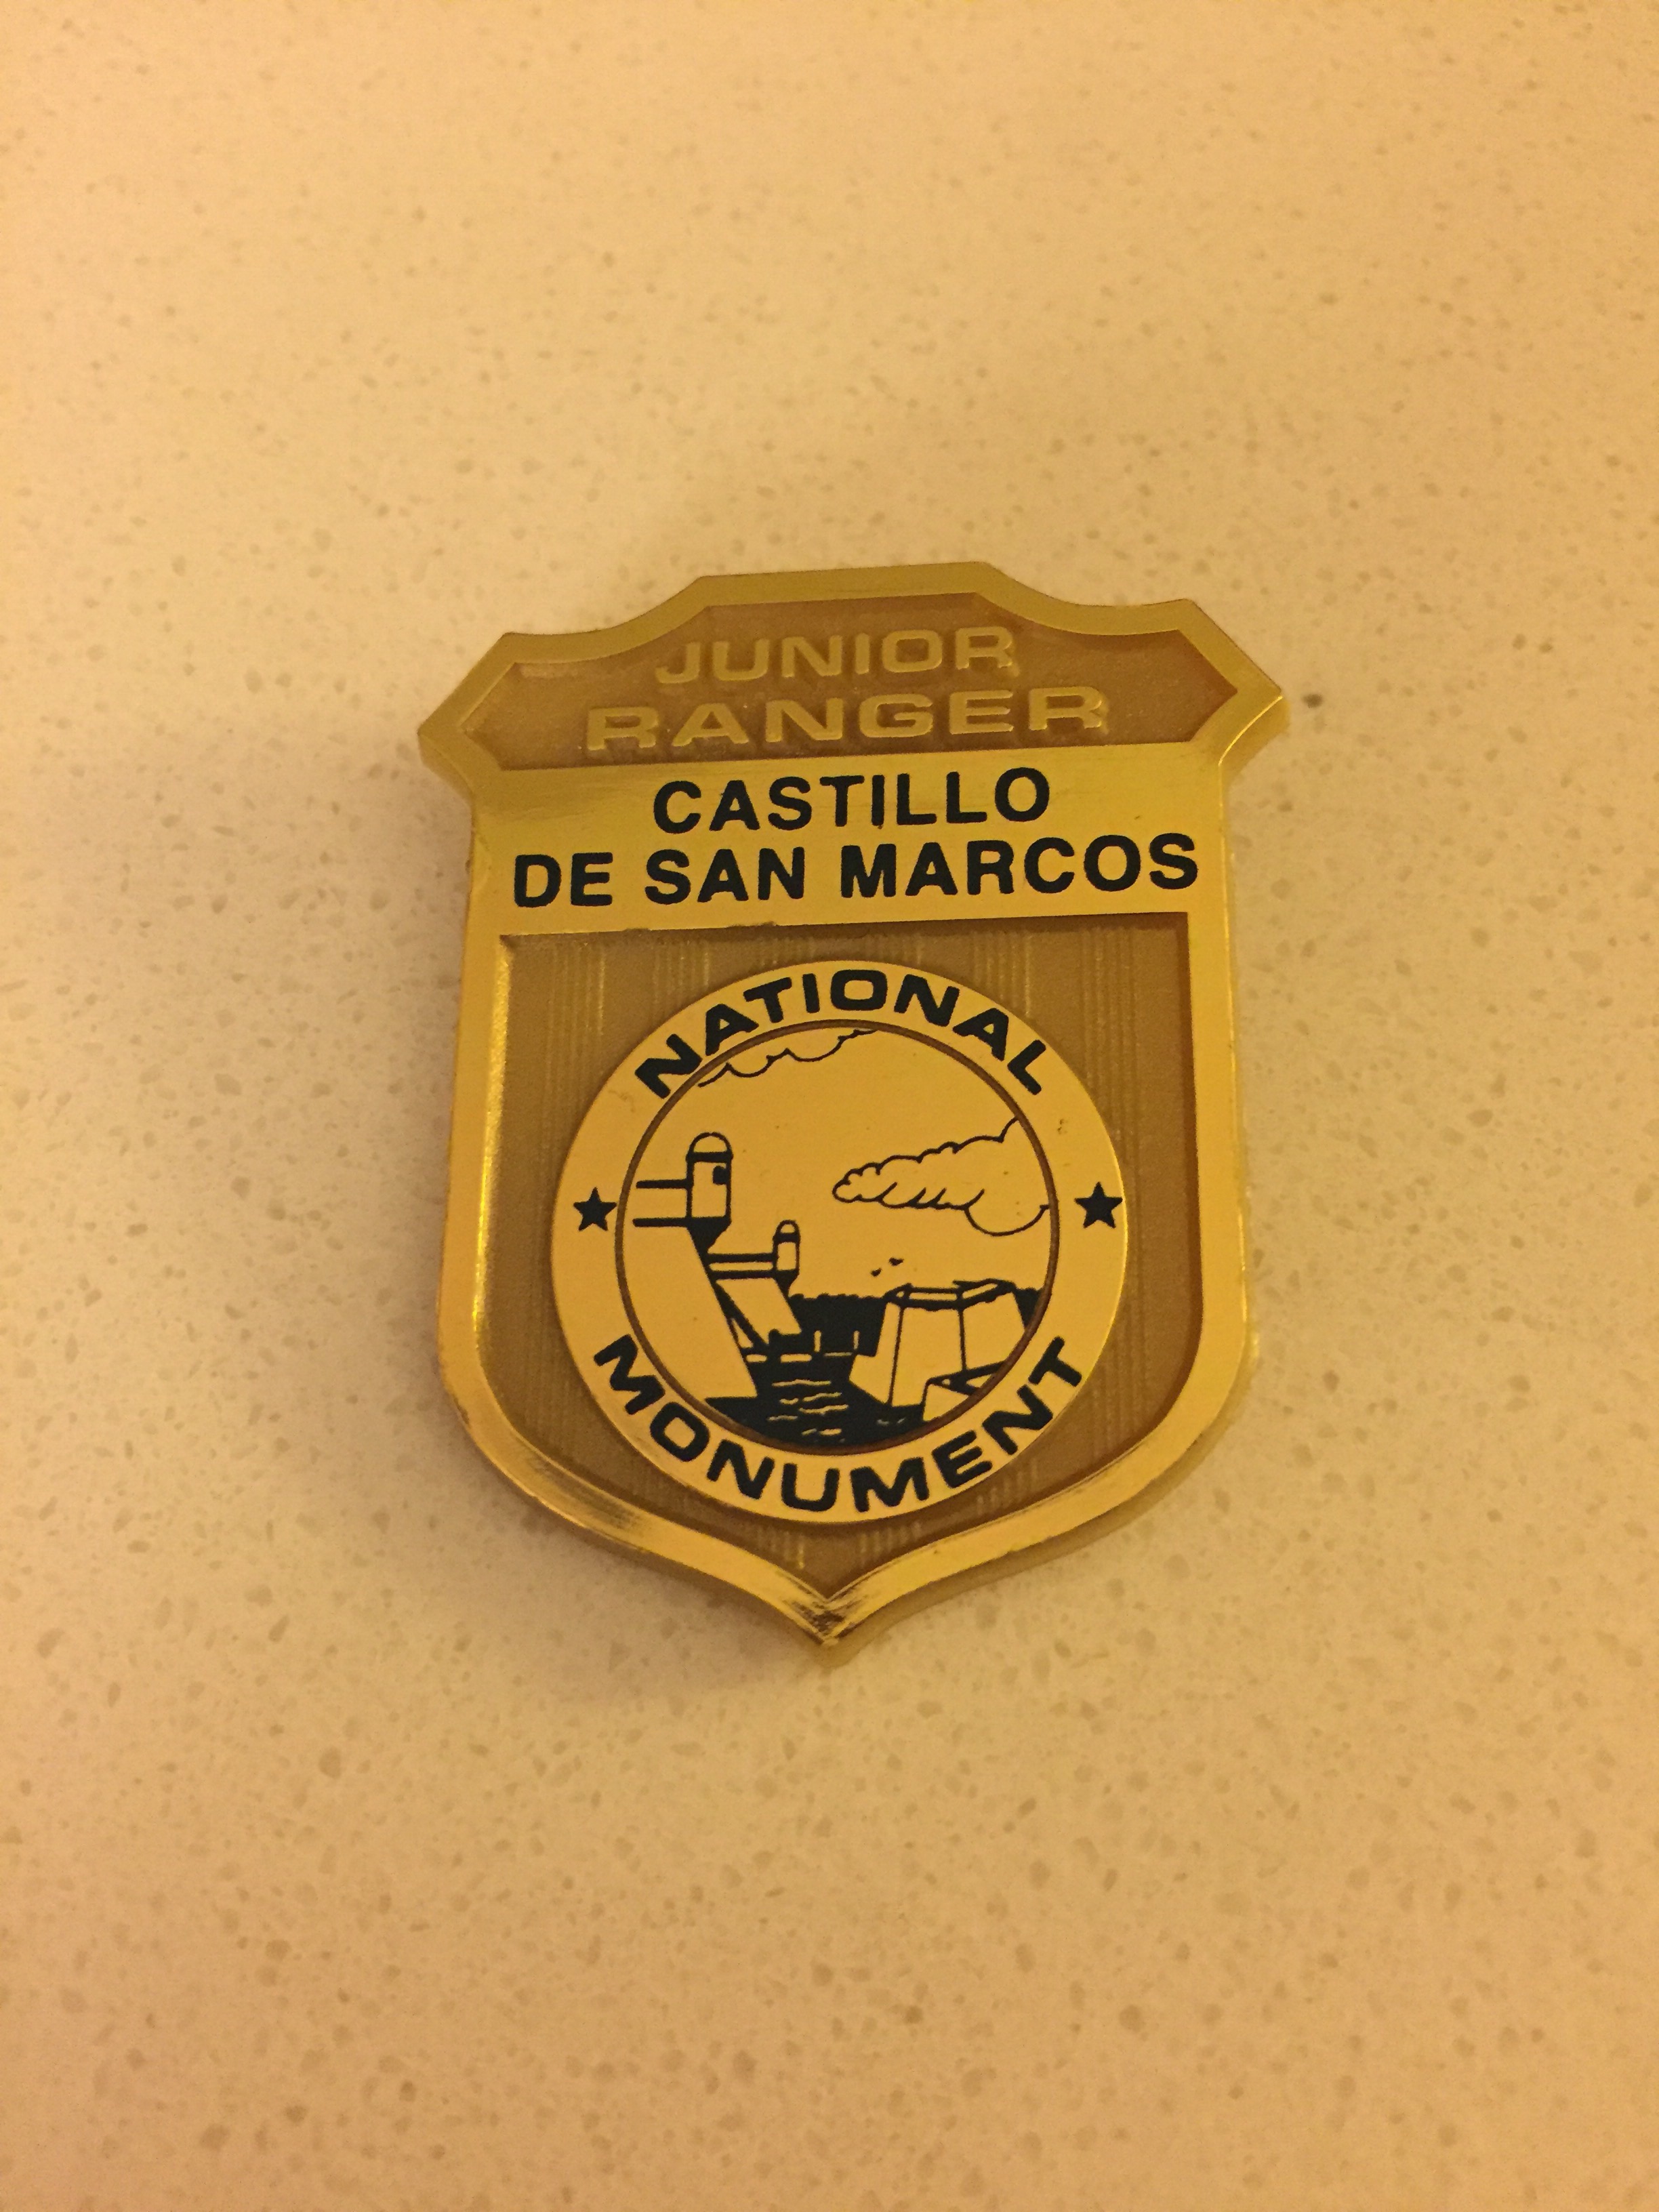 JUNIOR
RANGER
CASTILLO
DE SAN MARCOS
NATIONAL
MONUMENT